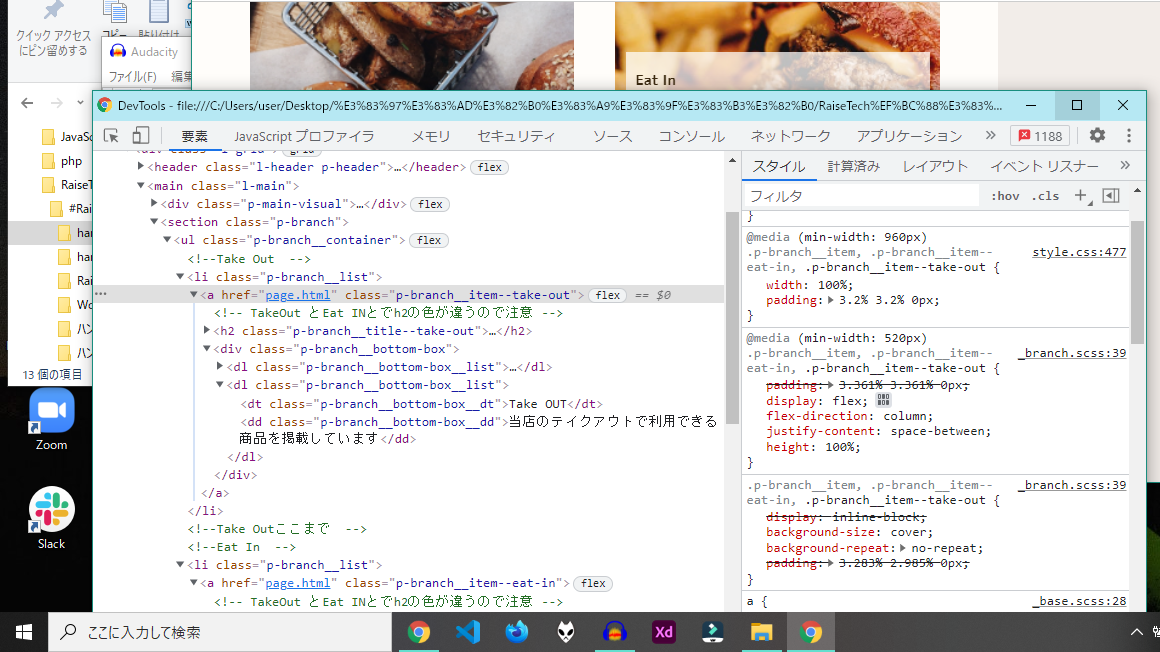 クイック アクセス
にピン留めする
コピー
貼り付け
Audacity
ファイル(F) 編集
Eat In
DevTools - file:///C:/Users/user/Desktop/%E3%83%97%E3%83%AD%E3%82%B0%E3%83%A9%E3%83%9F%E3%83%B3%E3%82%B0/RaiseTech%EF%BC%88%E3%83%...
要素 JavaScript プロファイラ メモリ セキュリティ ソース コンソール ネットワーク アプリケーション » 1188
JavaSc
php
RaiseT
#Rai
har
har
Rai
Wo
ハン
ハン
13 個の項目
<div class="l-grid"> grid
<header class="l-header p-header">…</header> flex
<main class="l-main">
<div class="p-main-visual">…</div> flex
<section class="p-branch">
<ul class="p-branch__container"> flex
<!--Take Out  -->
<li class="p-branch__list">
<a href="page.html" class="p-branch__item--take-out"> flex == $0
<!-- TakeOut とEat INとでh2の色が違うので注意 -->
<h2 class="p-branch__title--take-out">…</h2>
<div class="p-branch__bottom-box">
<dl class="p-branch__bottom-box__list">…</dl>
<dl class="p-branch__bottom-box__list">
<dt class="p-branch__bottom-box__dt">Take OUT</dt>
<dd class="p-branch__bottom-box__dd">当店のテイクアウトで利用できる
商品を掲載しています</dd>
</dl>
</div>
</a>
</li>
<!--Take Outここまで  -->
<!--Eat In  -->
<li class="p-branch__list">
<a href="page.html" class="p-branch__item--eat-in"> flex
<!-- TakeOut とEat INとでh2の色が違うので注意 -->
スタイル 計算済み レイアウト イベント リスナー »
フィルタ :hov .cls +
}
@media (min-width: 960px)
.p-branch__item, .p-branch__item-- style.css:477
eat-in, .p-branch__item--take-out {
width: 100%;
padding: 3.2% 3.2% 0px;
}
@media (min-width: 520px)
.p-branch__item, .p-branch__item-- _branch.scss:39
eat-in, .p-branch__item--take-out {
padding: 3.361% 3.361% 0px;
display: flex;
flex-direction: column;
justify-content: space-between;
height: 100%;
}
.p-branch__item, .p-branch__item-- _branch.scss:39
eat-in, .p-branch__item--take-out {
display: inline-block;
background-size: cover;
background-repeat: no-repeat;
padding: 3.283% 2.985% 0px;
}
a { _base.scss:28
Zoom
Slack
ここに入力して検索
Xd